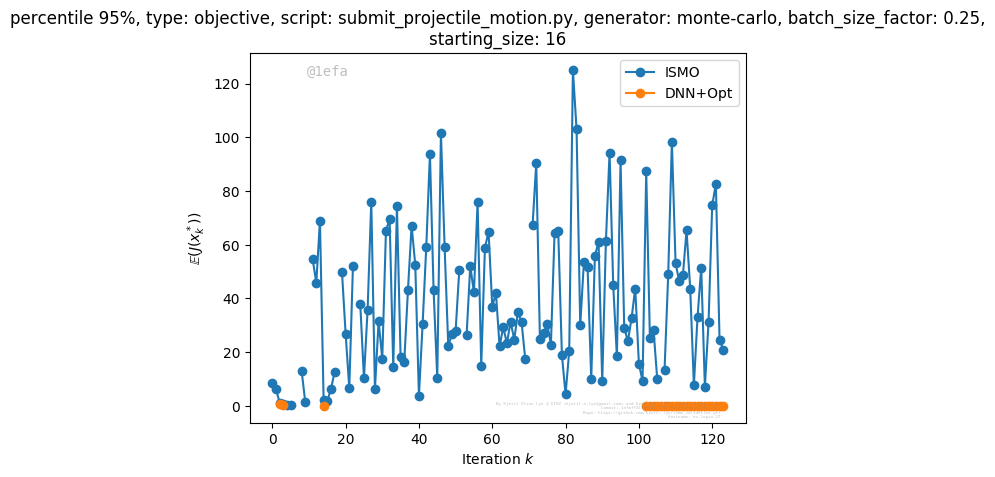 percentile 95%, type: objective, script: submit_projectile_motion.py, generator: monte-carlo, batch_size_factor: 0.25,
starting_size: 16
@1efa
ISMO
DNN+Opt
120
100
80
60
40
20
0
𝔼(J(x*ₖ))
0 20 40 60 80 100 120
Iteration k